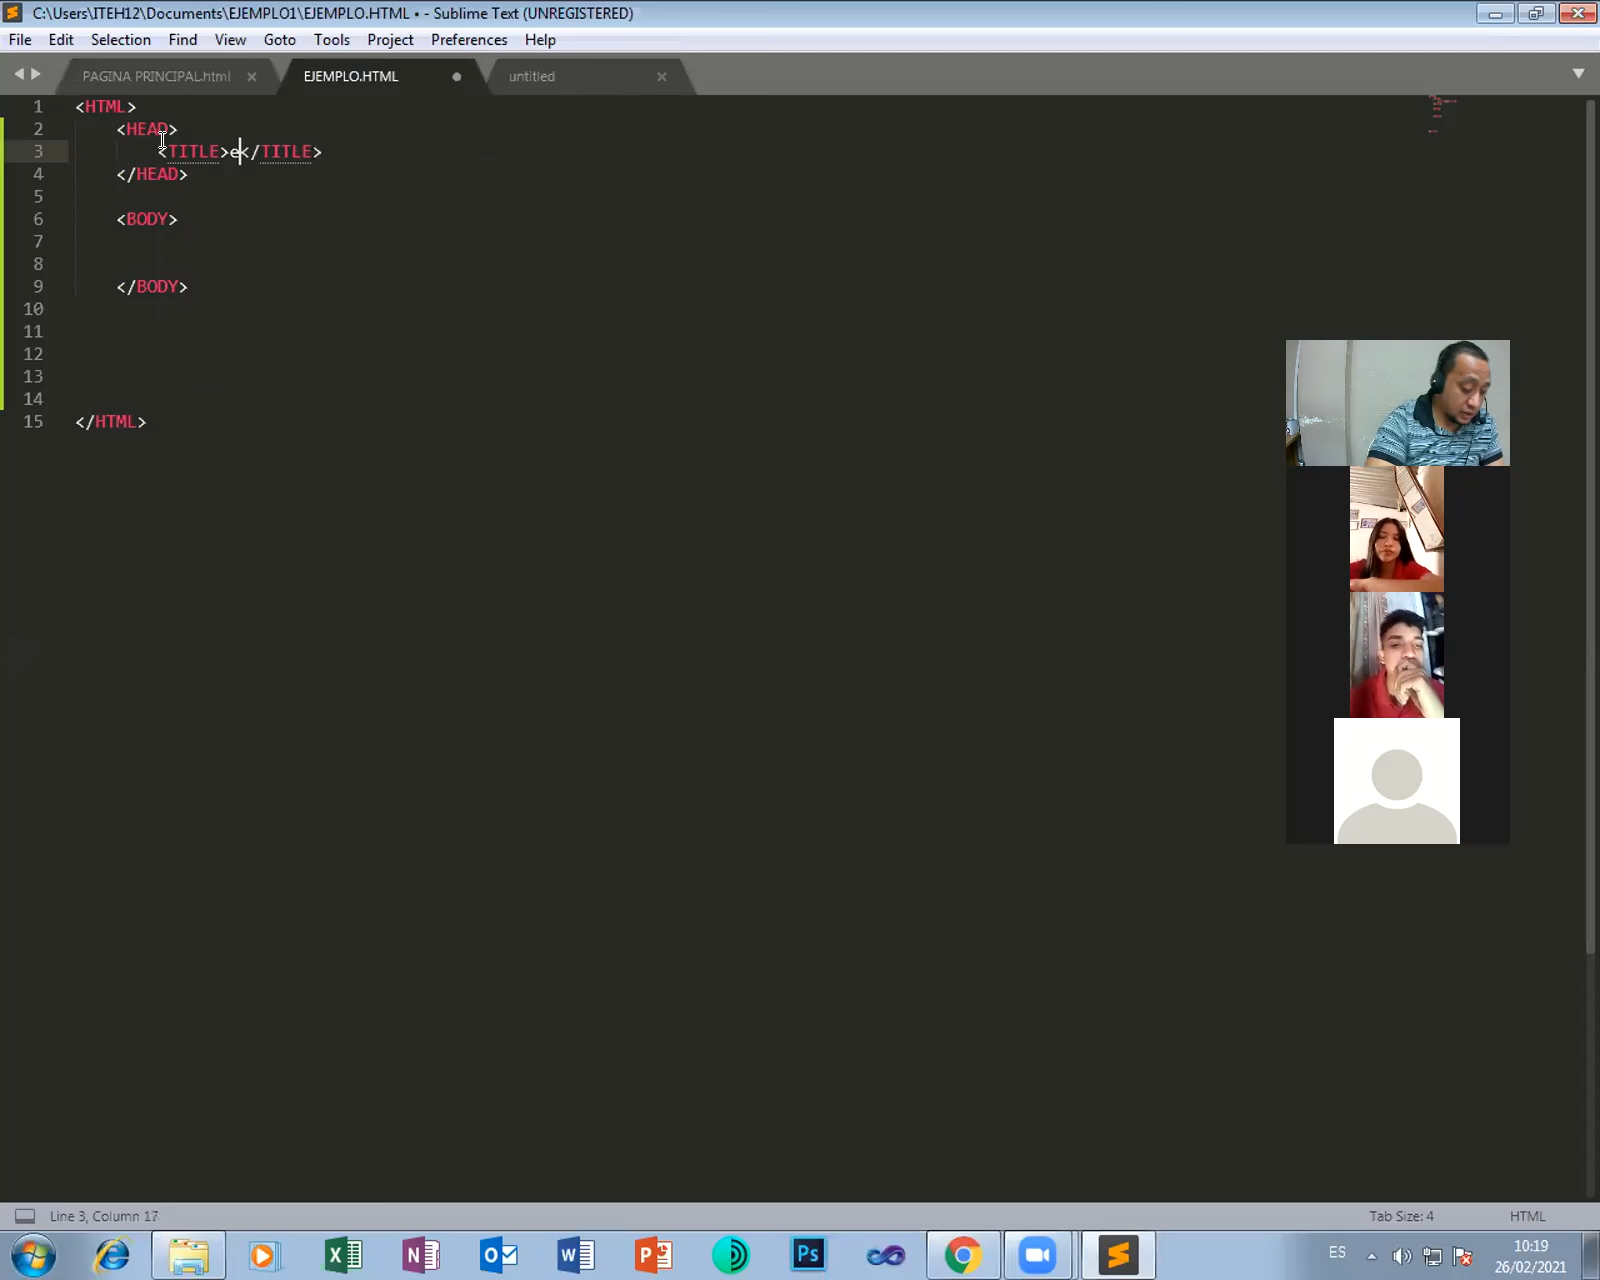 C:\Users\ITEH12\Documents\EJEMPLO1\EJEMPLO.HTML • - Sublime Text (UNREGISTERED)
File Edit Selection Find View Goto Tools Project Preferences Help
PAGINA PRINCIPAL.html EJEMPLO.HTML untitled
1 <HTML>
2 <HEAD>
3 <TITLE>e</TITLE>
4 </HEAD>
5
6 <BODY>
7
8
9 </BODY>
10
11
12
13
14
15 </HTML>
Line 3, Column 17 Tab Size: 4 HTML
ES 10:19
26/02/2021